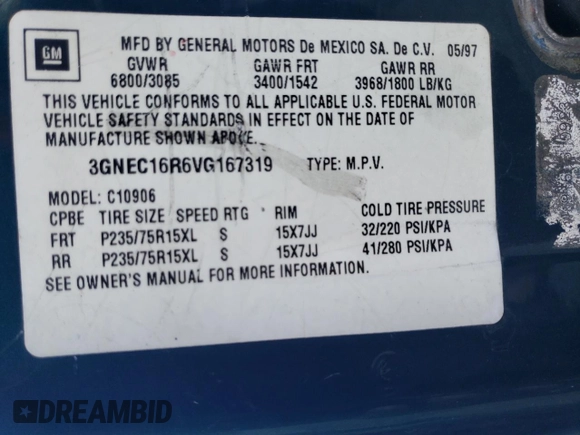 GM
MFD BY GENERAL MOTORS De MEXICO SA. De C.V. 05/97
GVWR GAWR FRT GAWR RR
6800/3085 3400/1542 3968/1800 LB/KG
THIS VEHICLE CONFORMS TO ALL APPLICABLE U.S. FEDERAL MOTOR
VEHICLE SAFETY STANDARDS IN EFFECT ON THE DATE OF
MANUFACTURE SHOWN ABOVE.
3GNEC16R6VG167319 TYPE: M.P.V.
MODEL: C10906
CPBE TIRE SIZE SPEED RTG RIM COLD TIRE PRESSURE
FRT P235/75R15XL S 15X7JJ 32/220 PSI/KPA
RR P235/75R15XL S 15X7JJ 41/280 PSI/KPA
SEE OWNER'S MANUAL FOR MORE INFORMATION.
DREAMBID